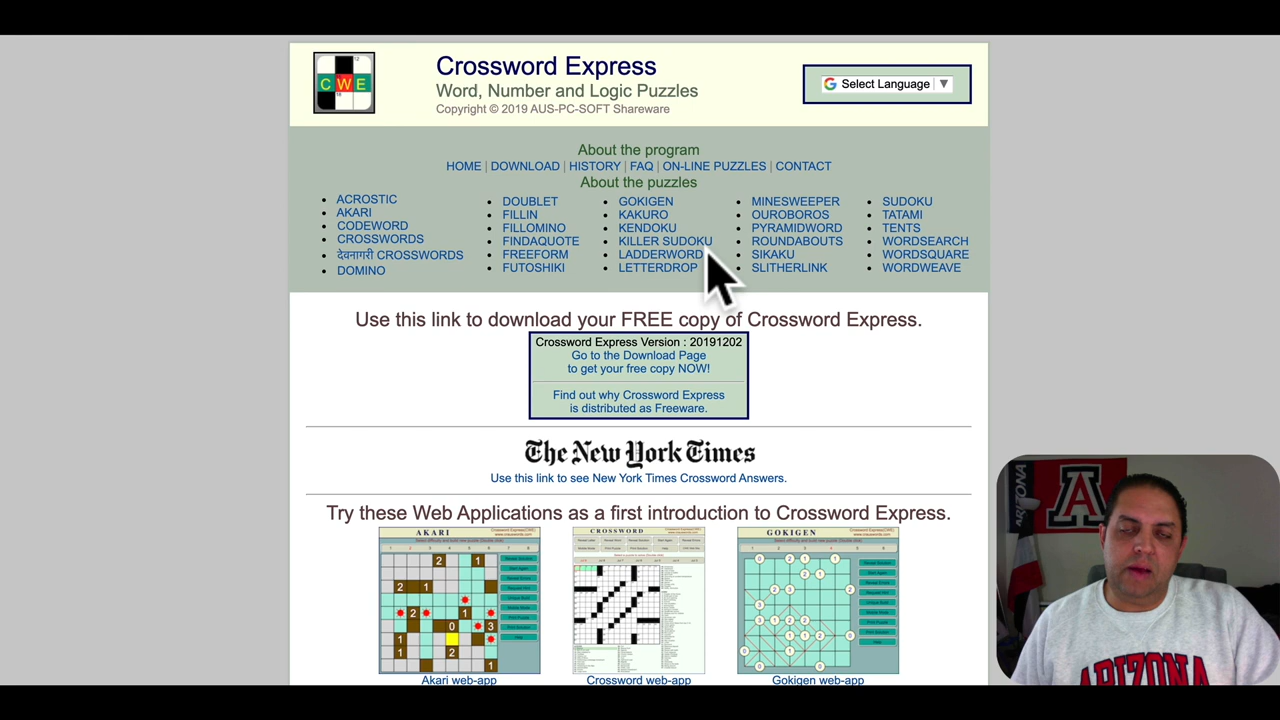 CWE
Crossword Express
Word, Number and Logic Puzzles
Copyright © 2019 AUS-PC-SOFT Shareware
Select Language ▼
About the program
HOME | DOWNLOAD | HISTORY | FAQ | ON-LINE PUZZLES | CONTACT
About the puzzles
ACROSTIC
AKARI
CODEWORD
CROSSWORDS
देवनागरी CROSSWORDS
DOMINO
DOUBLET
FILLIN
FILLOMINO
FINDAQUOTE
FREEFORM
FUTOSHIKI
GOKIGEN
KAKURO
KENDOKU
KILLER SUDOKU
LADDERWORD
LETTERDROP
MINESWEEPER
OUROBOROS
PYRAMIDWORD
ROUNDABOUTS
SIKAKU
SLITHERLINK
SUDOKU
TATAMI
TENTS
WORDSEARCH
WORDSQUARE
WORDWEAVE
Use this link to download your FREE copy of Crossword Express.
Crossword Express Version : 20191202
Go to the Download Page
to get your free copy NOW!
Find out why Crossword Express
is distributed as Freeware.
The New York Times
Use this link to see New York Times Crossword Answers.
Try these Web Applications as a first introduction to Crossword Express.
AKARI
CROSSWORD
GOKIGEN
Akari web-app
Crossword web-app
Gokigen web-app
ARIZONA
A
ARIZONA